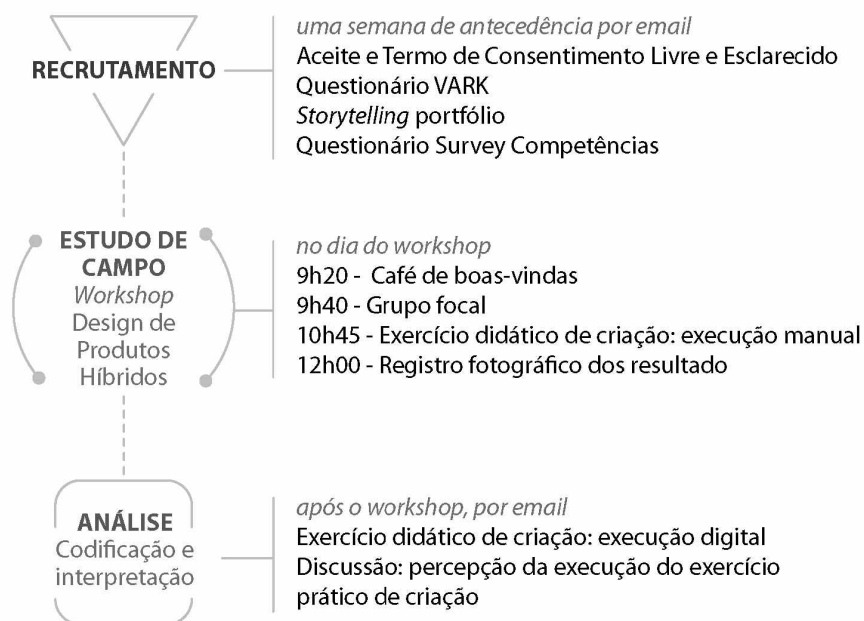 RECRUTAMENTO
uma semana de antecedência por email
Aceite e Termo de Consentimento Livre e Esclarecido
Questionário VARK
Storytelling portfólio
Questionário Survey Competências
ESTUDO DE
CAMPO
Workshop
Design de
Produtos
Híbridos
no dia do workshop
9h20 - Café de boas-vindas
9h40 - Grupo focal
10h45 - Exercício didático de criação: execução manual
12h00 - Registro fotográfico dos resultado
ANÁLISE
Codificação e
interpretação
após o workshop, por email
Exercício didático de criação: execução digital
Discussão: percepção da execução do exercício
prático de criação